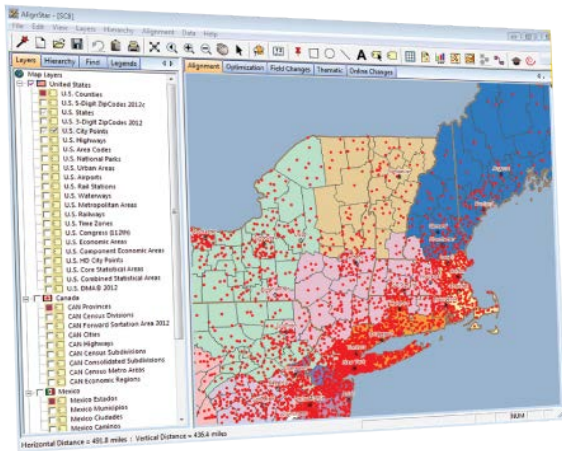 AlignStar - [SOI]
File Edit View Layers Hierarchy Alignment Data Help
Layers Hierarchy Find Legends
Alignment Optimization Field Changes Thematic Online Changes
Map Layers
United States
U.S. Counties
U.S. 5-Digit ZipCodes 2012c
U.S. States
U.S. 3-Digit ZipCodes 2012
U.S. City Points
U.S. Highways
U.S. Area Codes
U.S. National Parks
U.S. Urban Areas
U.S. Airports
U.S. Rail Stations
U.S. Waterways
U.S. Metropolitan Areas
U.S. Railways
U.S. Time Zones
U.S. Congress (112th)
U.S. Economic Areas
U.S. Component Economic Areas
U.S. HD City Points
U.S. Core Statistical Areas
U.S. Combined Statistical Areas
U.S. DMA® 2012
Canada
CAN Provinces
CAN Census Divisions
CAN Forward Sortation Area 2012
CAN Cities
CAN Highways
CAN Census Subdivisions
CAN Consolidated Subdivisions
CAN Census Metro Areas
CAN Economic Regions
Mexico
Mexico Estados
Mexico Municipios
Mexico Ciudades
Mexico Caminos
Augusta
Portland
New York
NUM
Horizontal Distance = 491.8 miles : Vertical Distance = 436.4 miles